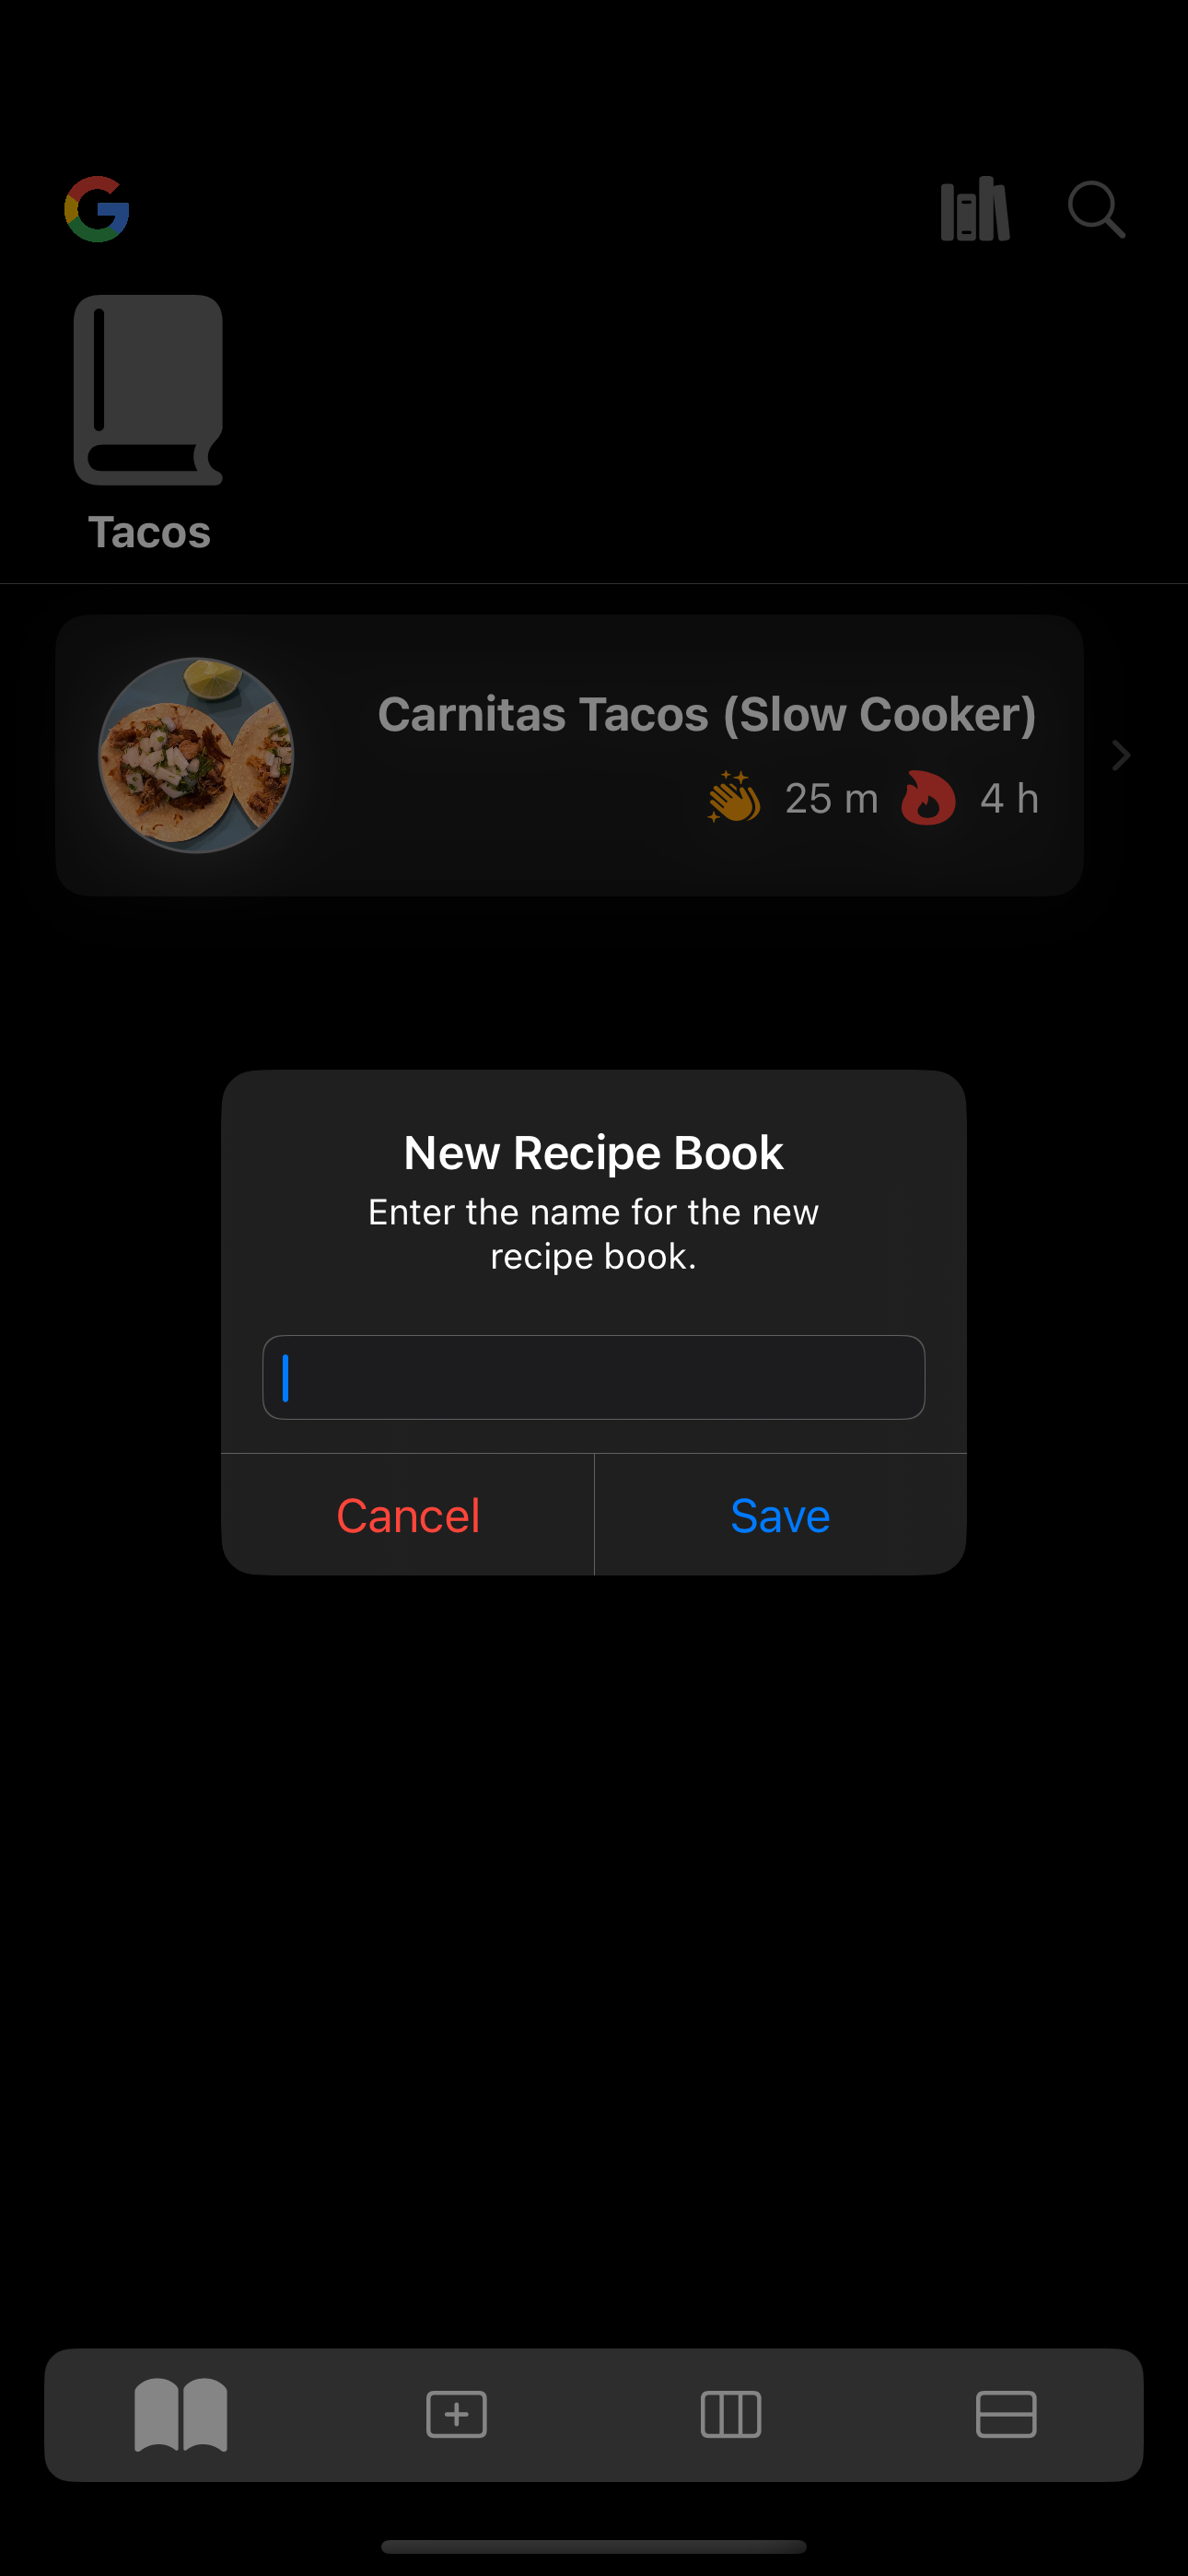 Tacos
Carnitas Tacos (Slow Cooker)
25 m 4 h
New Recipe Book
Enter the name for the new
recipe book.
Cancel
Save